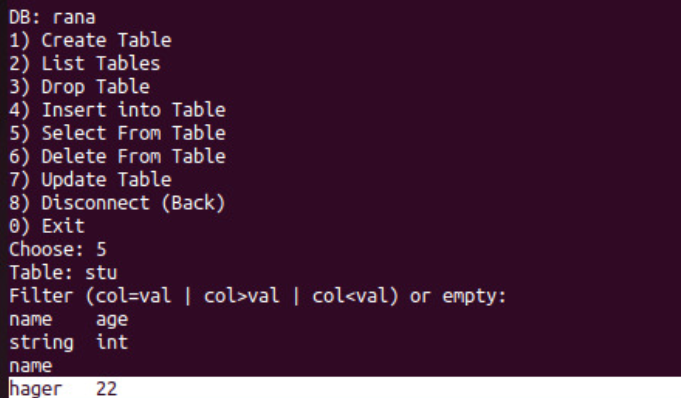 DB: rana
1) Create Table
2) List Tables
3) Drop Table
4) Insert into Table
5) Select From Table
6) Delete From Table
7) Update Table
8) Disconnect (Back)
0) Exit
Choose: 5
Table: stu
Filter (col=val | col>val | col<val) or empty:
name    age
string  int
name
hager   22